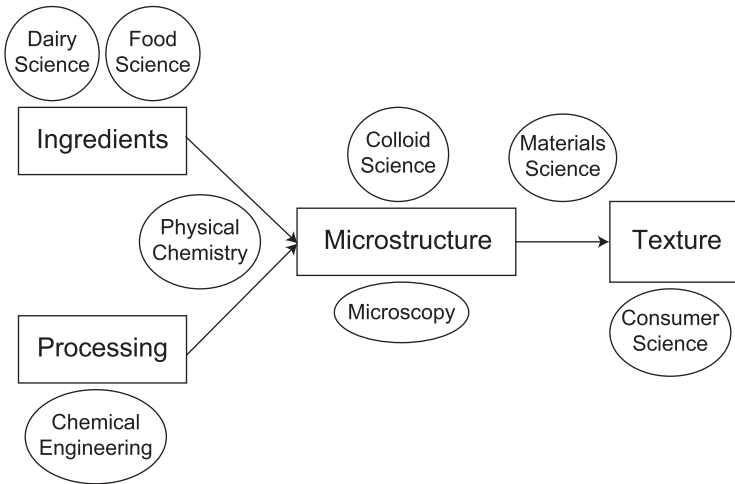 Dairy
Science
Food
Science
Ingredients
Physical
Chemistry
Processing
Chemical
Engineering
Colloid
Science
Microstructure
Microscopy
Materials
Science
Texture
Consumer
Science